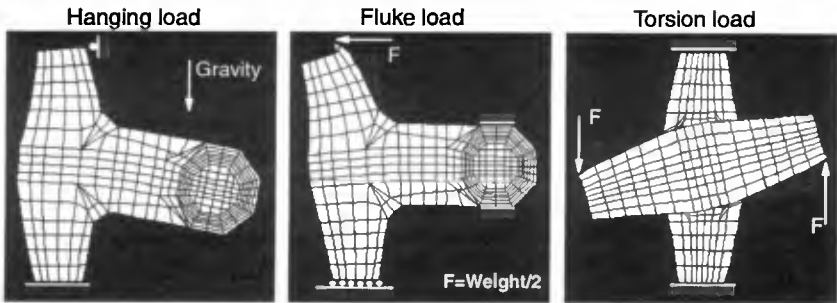 Hanging load
Fluke load
Torsion load
Gravity
F
F=Weight/2
F
F